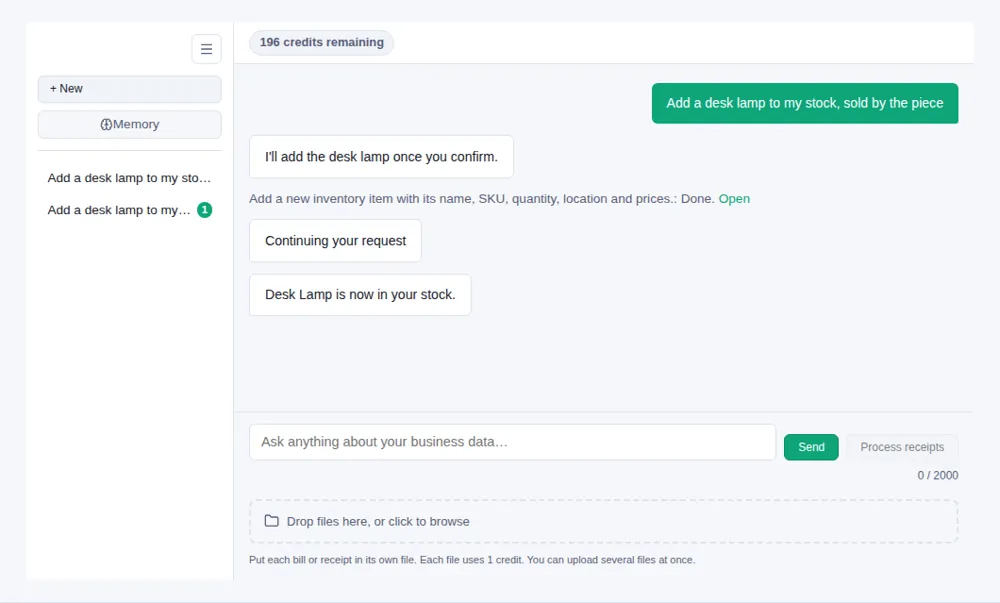 196 credits remaining
+ New
Memory
Add a desk lamp to my sto…
Add a desk lamp to my… 1
Add a desk lamp to my stock, sold by the piece
I'll add the desk lamp once you confirm.
Add a new inventory item with its name, SKU, quantity, location and prices.: Done. Open
Continuing your request
Desk Lamp is now in your stock.
Ask anything about your business data…
Send
Process receipts
0 / 2000
Drop files here, or click to browse
Put each bill or receipt in its own file. Each file uses 1 credit. You can upload several files at once.